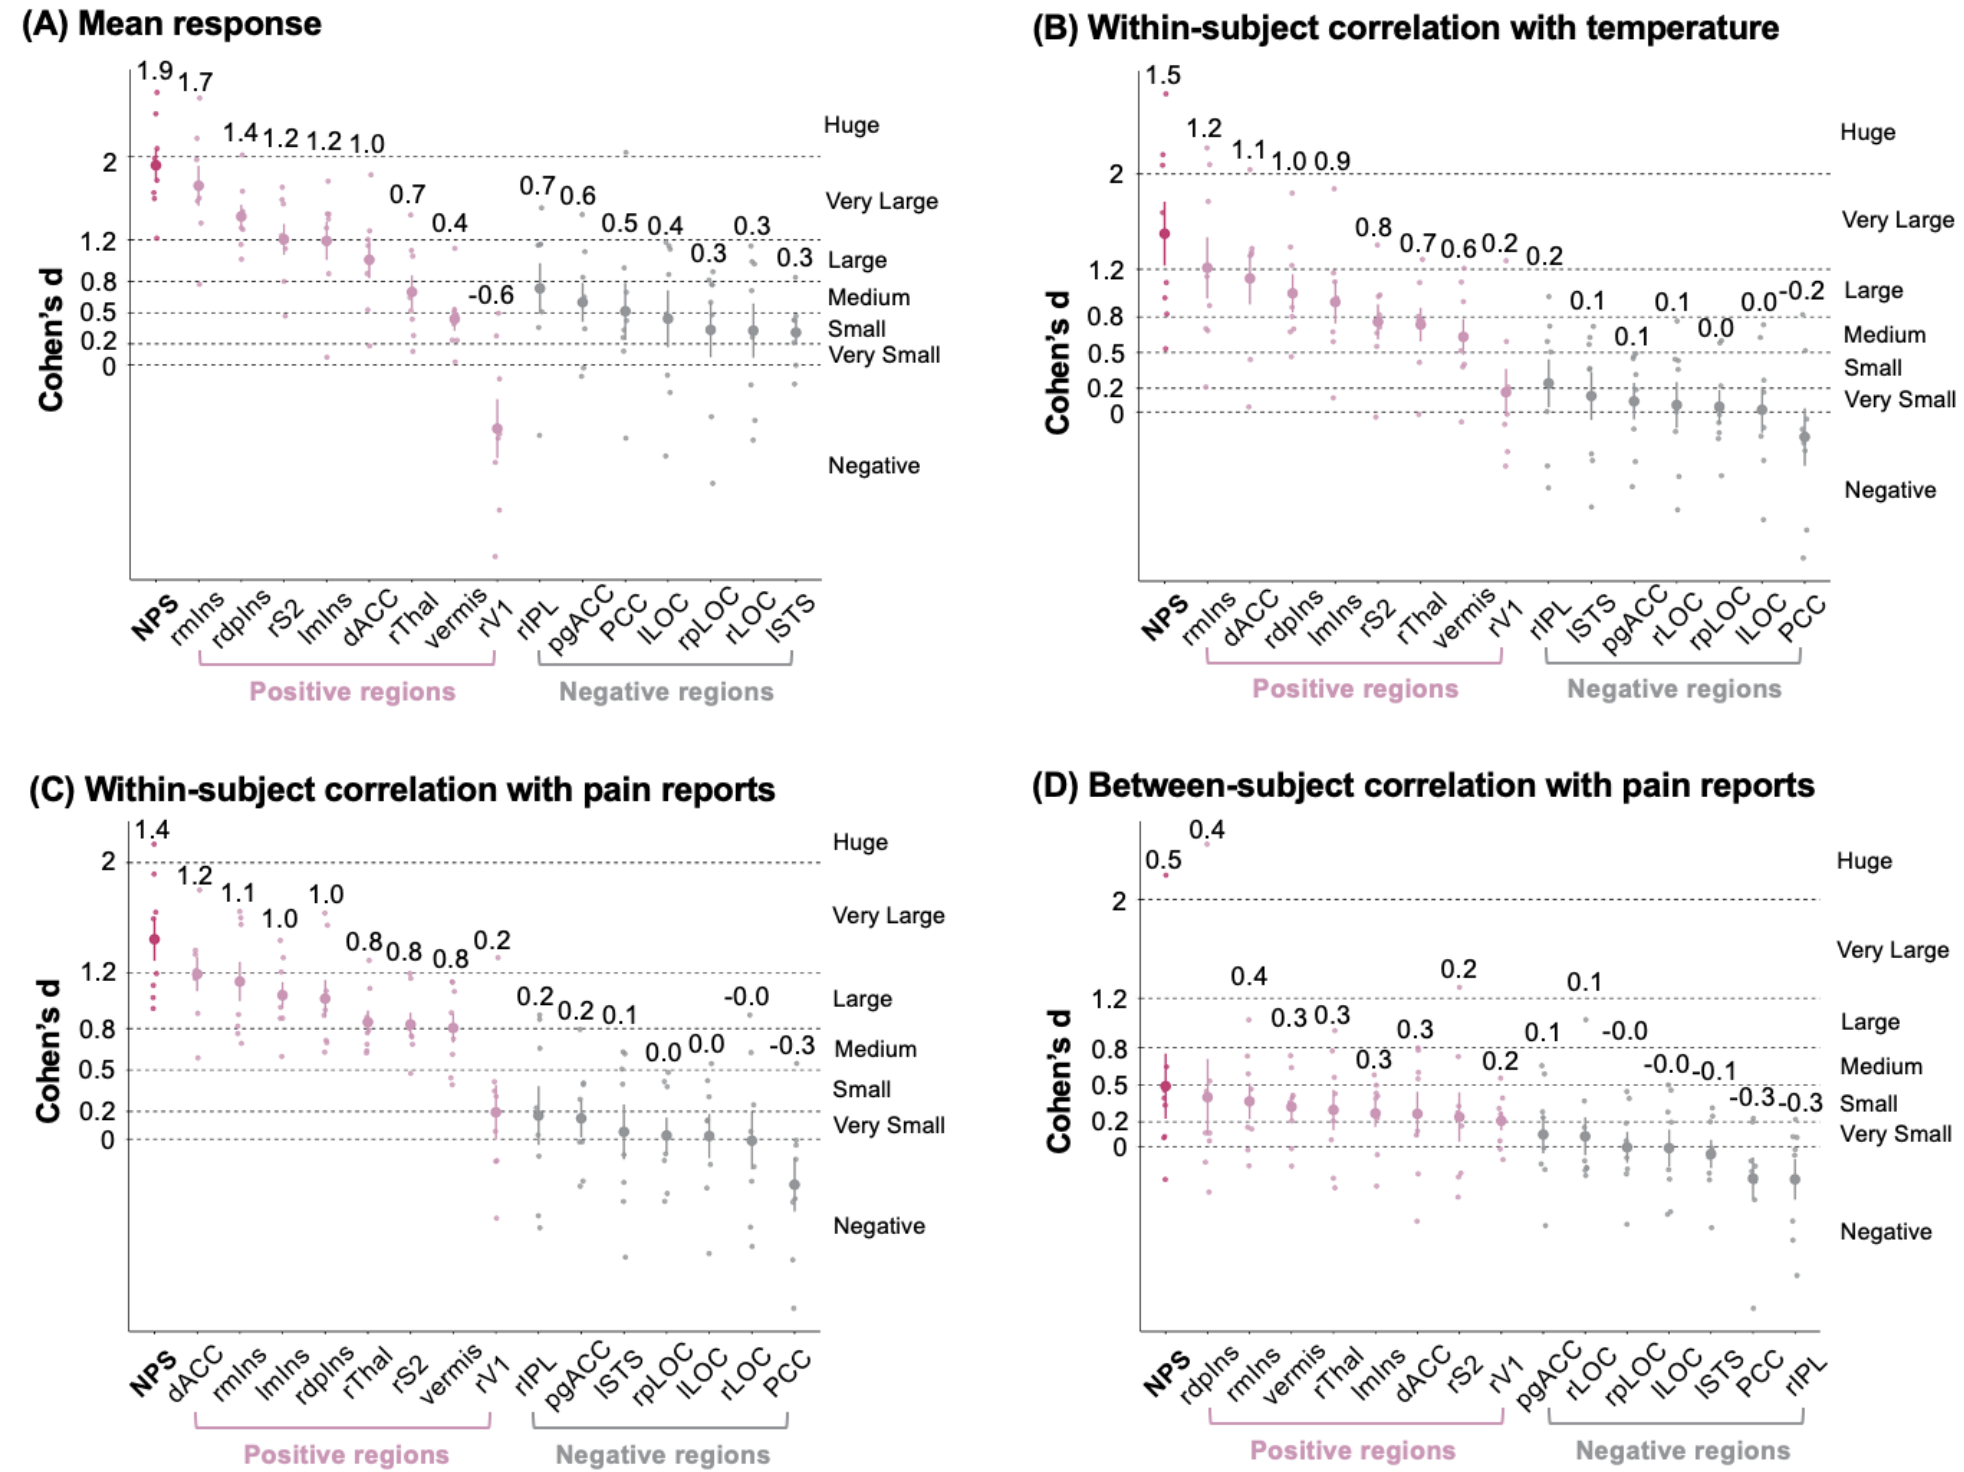 (A) Mean response
1.9 1.7
1.4 1.2 1.2 1.0
0.7
0.4
-0.6
0.7 0.6
0.5 0.4
0.3
0.3
0.3
2
1.2
0.8
0.5
0.2
0
Cohen's d
Huge
Very Large
Large
Medium
Small
Very Small
Negative
NPS rmIns rdpIns rS2 lmIns dACC rThal vermis rV1 rIPL pgACC PCC lLOC rpLOC rLOC lSTS
Positive regions Negative regions
(B) Within-subject correlation with temperature
1.5
1.2
1.1 1.0 0.9
0.8 0.7 0.6 0.2 0.2
0.1
0.1
0.1
0.0
0.0 -0.2
2
1.2
0.8
0.5
0.2
0
Cohen's d
Huge
Very Large
Large
Medium
Small
Very Small
Negative
NPS rmIns dACC rdpIns lmIns rS2 rThal vermis rV1 rIPL lSTS pgACC rLOC rpLOC lLOC PCC
Positive regions Negative regions
(C) Within-subject correlation with pain reports
1.4
1.2
1.1
1.0
1.0
0.8 0.8 0.8
0.2
0.2 0.2 0.1
0.0 0.0
-0.0
-0.3
2
1.2
0.8
0.5
0.2
0
Cohen's d
Huge
Very Large
Large
Medium
Small
Very Small
Negative
NPS dACC rmIns lmIns rdpIns rThal rS2 vermis rV1 rIPL pgACC lSTS rpLOC lLOC rLOC PCC
Positive regions Negative regions
(D) Between-subject correlation with pain reports
0.5
0.4
0.4
0.3 0.3
0.3
0.3
0.2
0.2
0.1
0.1
-0.0
-0.0 -0.1
-0.3 -0.3
2
1.2
0.8
0.5
0.2
0
Cohen's d
Huge
Very Large
Large
Medium
Small
Very Small
Negative
NPS rdpIns rmIns vermis rThal lmIns dACC rS2 rV1 pgACC rLOC rpLOC lLOC lSTS PCC rIPL
Positive regions Negative regions